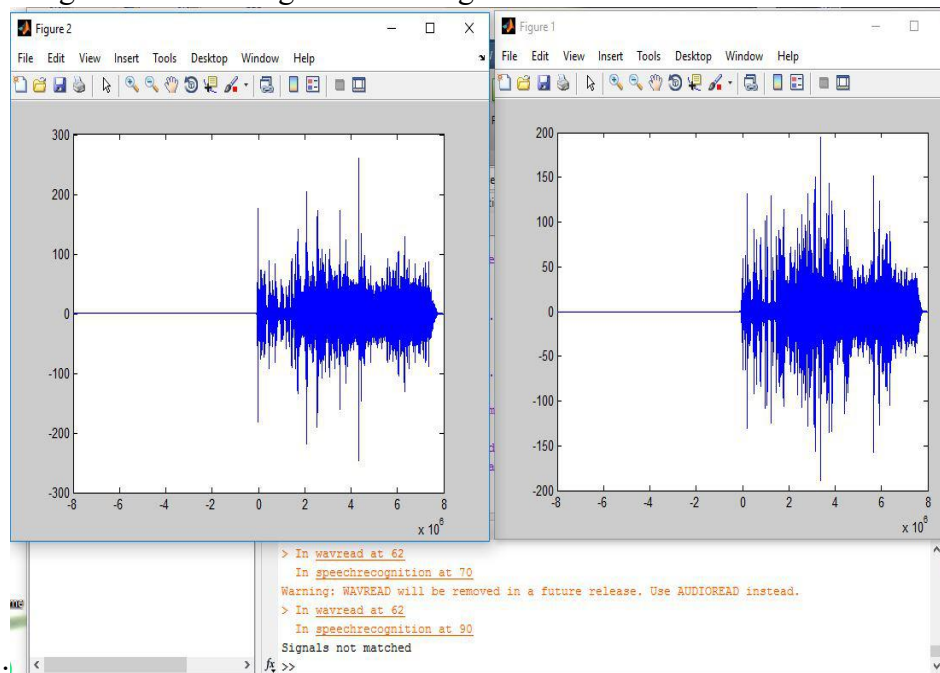 Figure 2
File Edit View Insert Tools Desktop Window Help
300
200
100
0
-100
-200
-300
-8 -6 -4 -2 0 2 4 6 8
x 10^6
Figure 1
File Edit View Insert Tools Desktop Window Help
200
150
100
50
0
-50
-100
-150
-200
-8 -6 -4 -2 0 2 4 6 8
x 10^6
> In wavread at 62
In speechrecognition at 70
Warning: WAVREAD will be removed in a future release. Use AUDIOREAD instead.
> In wavread at 62
In speechrecognition at 90
Signals not matched
fx >>